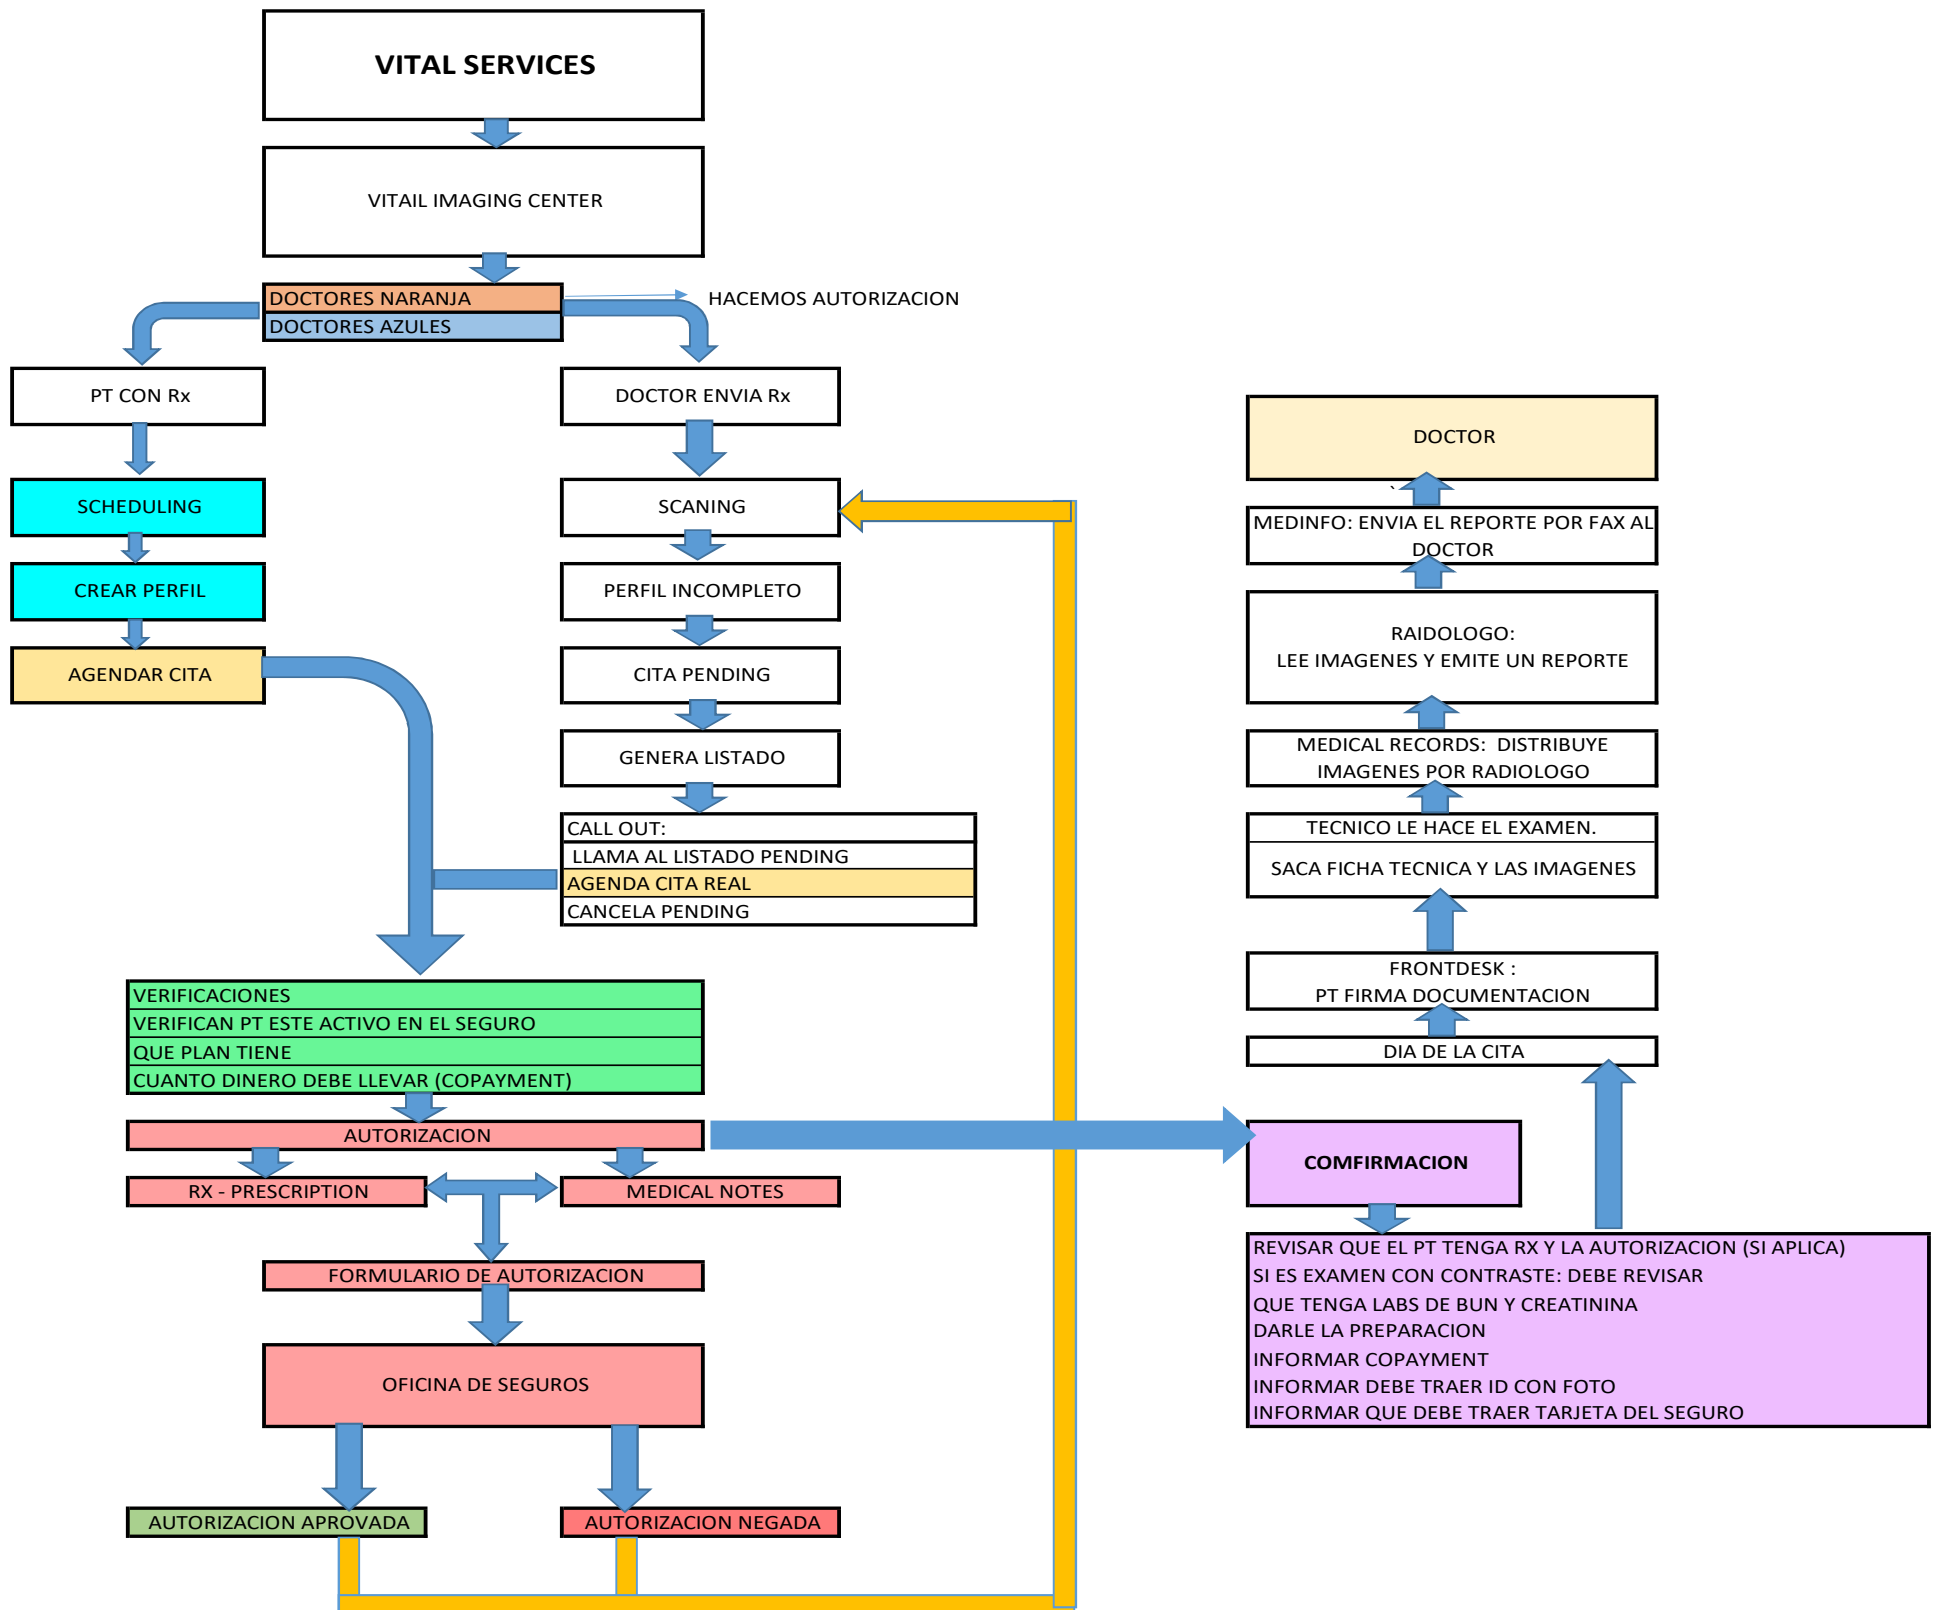 VITAL SERVICES
VITAIL IMAGING CENTER
DOCTORES NARANJA
HACEMOS AUTORIZACION
DOCTORES AZULES
PT CON Rx
DOCTOR ENVIA Rx
SCHEDULING
SCANING
CREAR PERFIL
PERFIL INCOMPLETO
AGENDAR CITA
CITA PENDING
GENERA LISTADO
CALL OUT:
LLAMA AL LISTADO PENDING
AGENDA CITA REAL
CANCELA PENDING
VERIFICACIONES
VERIFICAN PT ESTE ACTIVO EN EL SEGURO
QUE PLAN TIENE
CUANTO DINERO DEBE LLEVAR (COPAYMENT)
AUTORIZACION
RX - PRESCRIPTION
MEDICAL NOTES
FORMULARIO DE AUTORIZACION
OFICINA DE SEGUROS
AUTORIZACION APROVADA
AUTORIZACION NEGADA
DOCTOR
`
MEDINFO: ENVIA EL REPORTE POR FAX AL
DOCTOR
RAIDOLOGO:
LEE IMAGENES Y EMITE UN REPORTE
MEDICAL RECORDS: DISTRIBUYE
IMAGENES POR RADIOLOGO
TECNICO LE HACE EL EXAMEN.
SACA FICHA TECNICA Y LAS IMAGENES
FRONTDESK :
PT FIRMA DOCUMENTACION
DIA DE LA CITA
COMFIRMACION
REVISAR QUE EL PT TENGA RX Y LA AUTORIZACION (SI APLICA)
SI ES EXAMEN CON CONTRASTE: DEBE REVISAR
QUE TENGA LABS DE BUN Y CREATININA
DARLE LA PREPARACION
INFORMAR COPAYMENT
INFORMAR DEBE TRAER ID CON FOTO
INFORMAR QUE DEBE TRAER TARJETA DEL SEGURO